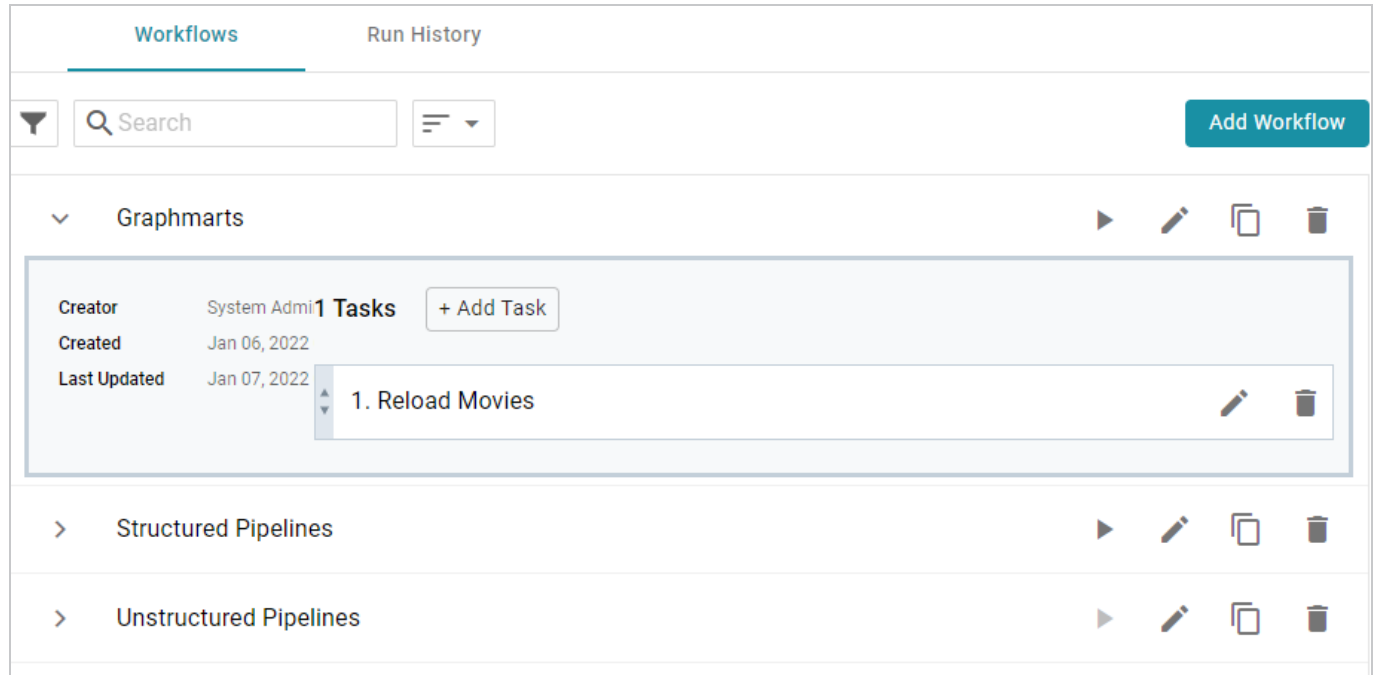 Workflows Run History
Search
Add Workflow
Graphmarts
Creator System Admi 1 Tasks + Add Task
Created Jan 06, 2022
Last Updated Jan 07, 2022
1. Reload Movies
Structured Pipelines
Unstructured Pipelines